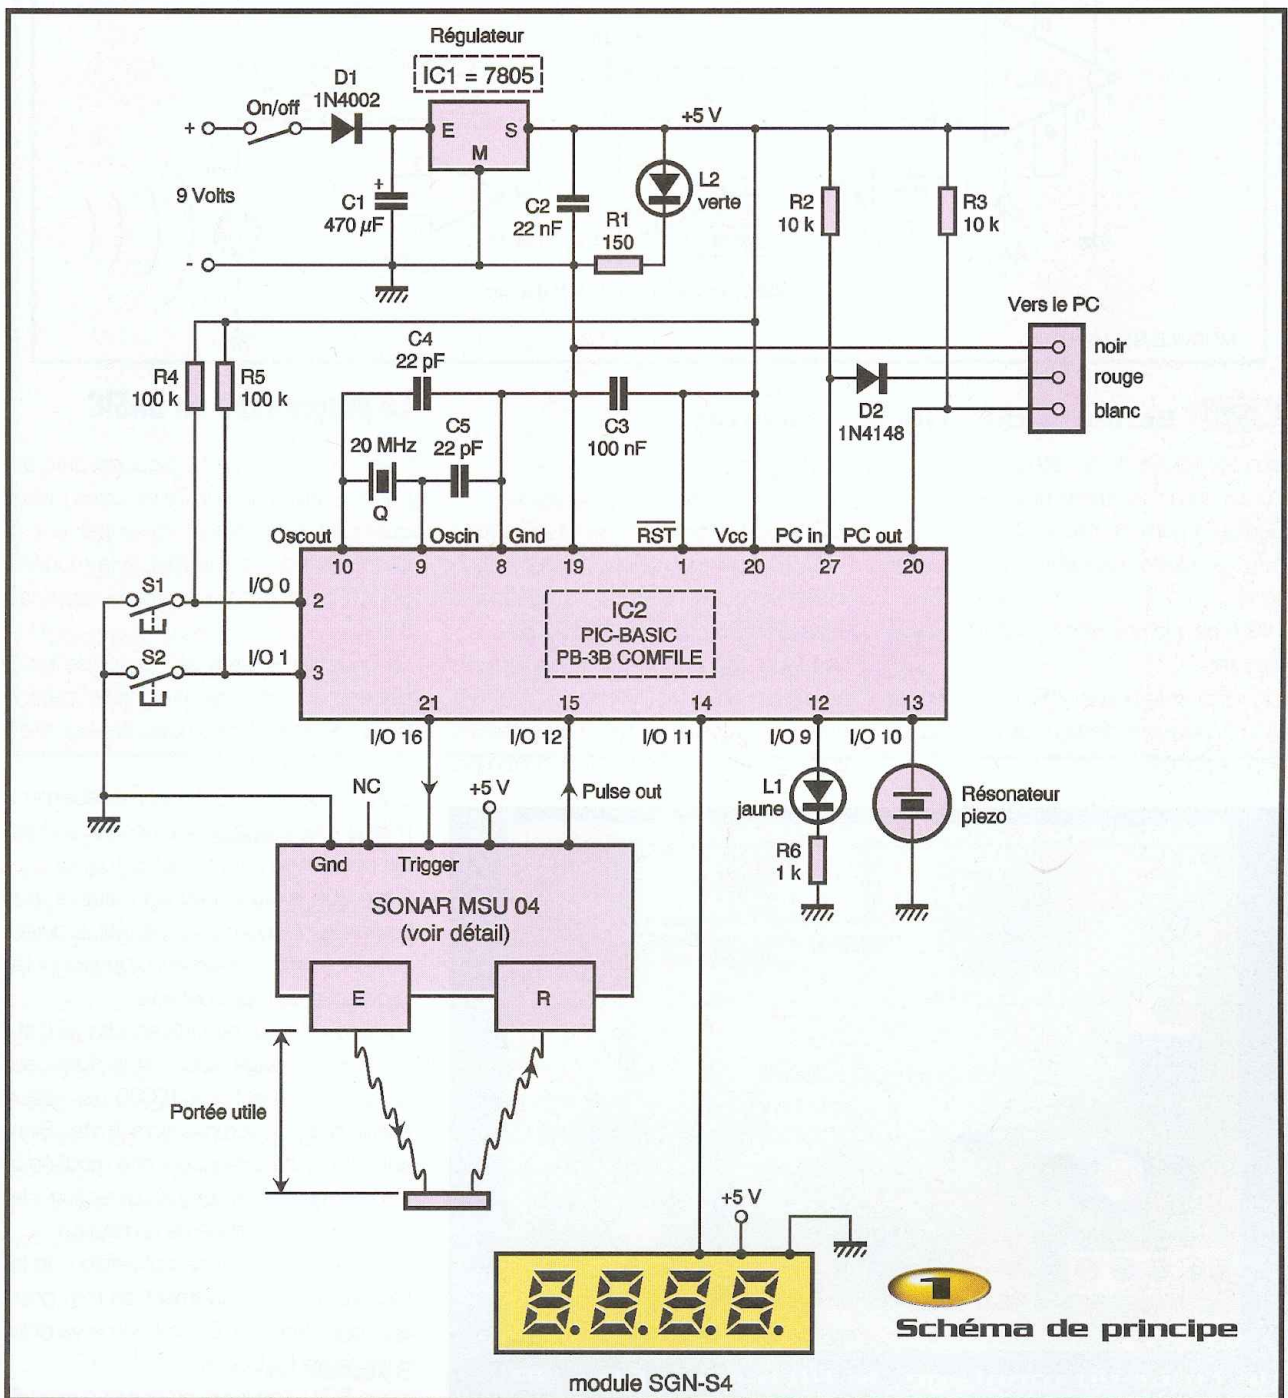 Régulateur
IC1 = 7805
D1
1N4002
On/off
+
E
S
M
+5 V
9 Volts
+
C1
470 µF
C2
22 nF
L2
verte
R1
150
R2
10 k
R3
10 k
-
Vers le PC
noir
rouge
blanc
C4
22 pF
R4
100 k
R5
100 k
C5
22 pF
20 MHz
Q
C3
100 nF
D2
1N4148
Oscout
Oscin
Gnd
RST
Vcc
PC in
PC out
10
9
8
19
1
20
27
20
S1
I/O 0
2
IC2
PIC-BASIC
PB-3B COMFILE
S2
I/O 1
3
21
15
14
12
13
I/O 16
I/O 12
I/O 11
I/O 9
I/O 10
NC
+5 V
Pulse out
L1
jaune
Résonateur
piezo
R6
1 k
Gnd
Trigger
SONAR MSU 04
(voir détail)
E
R
Portée utile
+5 V
8.8.8.8.
1
Schéma de principe
module SGN-S4